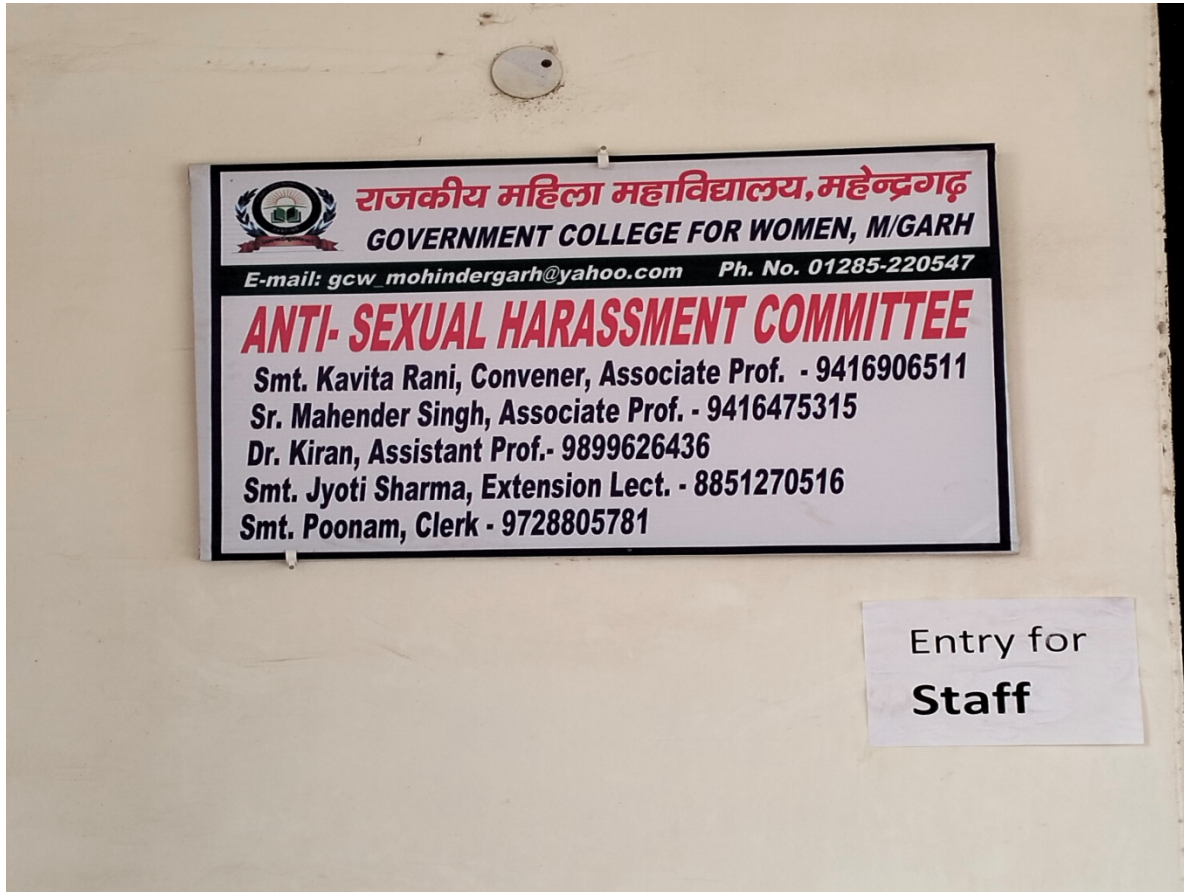 राजकीय महिला महाविद्यालय, महेन्द्रगढ़
GOVERNMENT COLLEGE FOR WOMEN, M/GARH
E-mail: gcw_mohindergarh@yahoo.com Ph. No. 01285-220547
ANTI- SEXUAL HARASSMENT COMMITTEE
Smt. Kavita Rani, Convener, Associate Prof. - 9416906511
Sr. Mahender Singh, Associate Prof. - 9416475315
Dr. Kiran, Assistant Prof.- 9899626436
Smt. Jyoti Sharma, Extension Lect. - 8851270516
Smt. Poonam, Clerk - 9728805781
Entry for
Staff